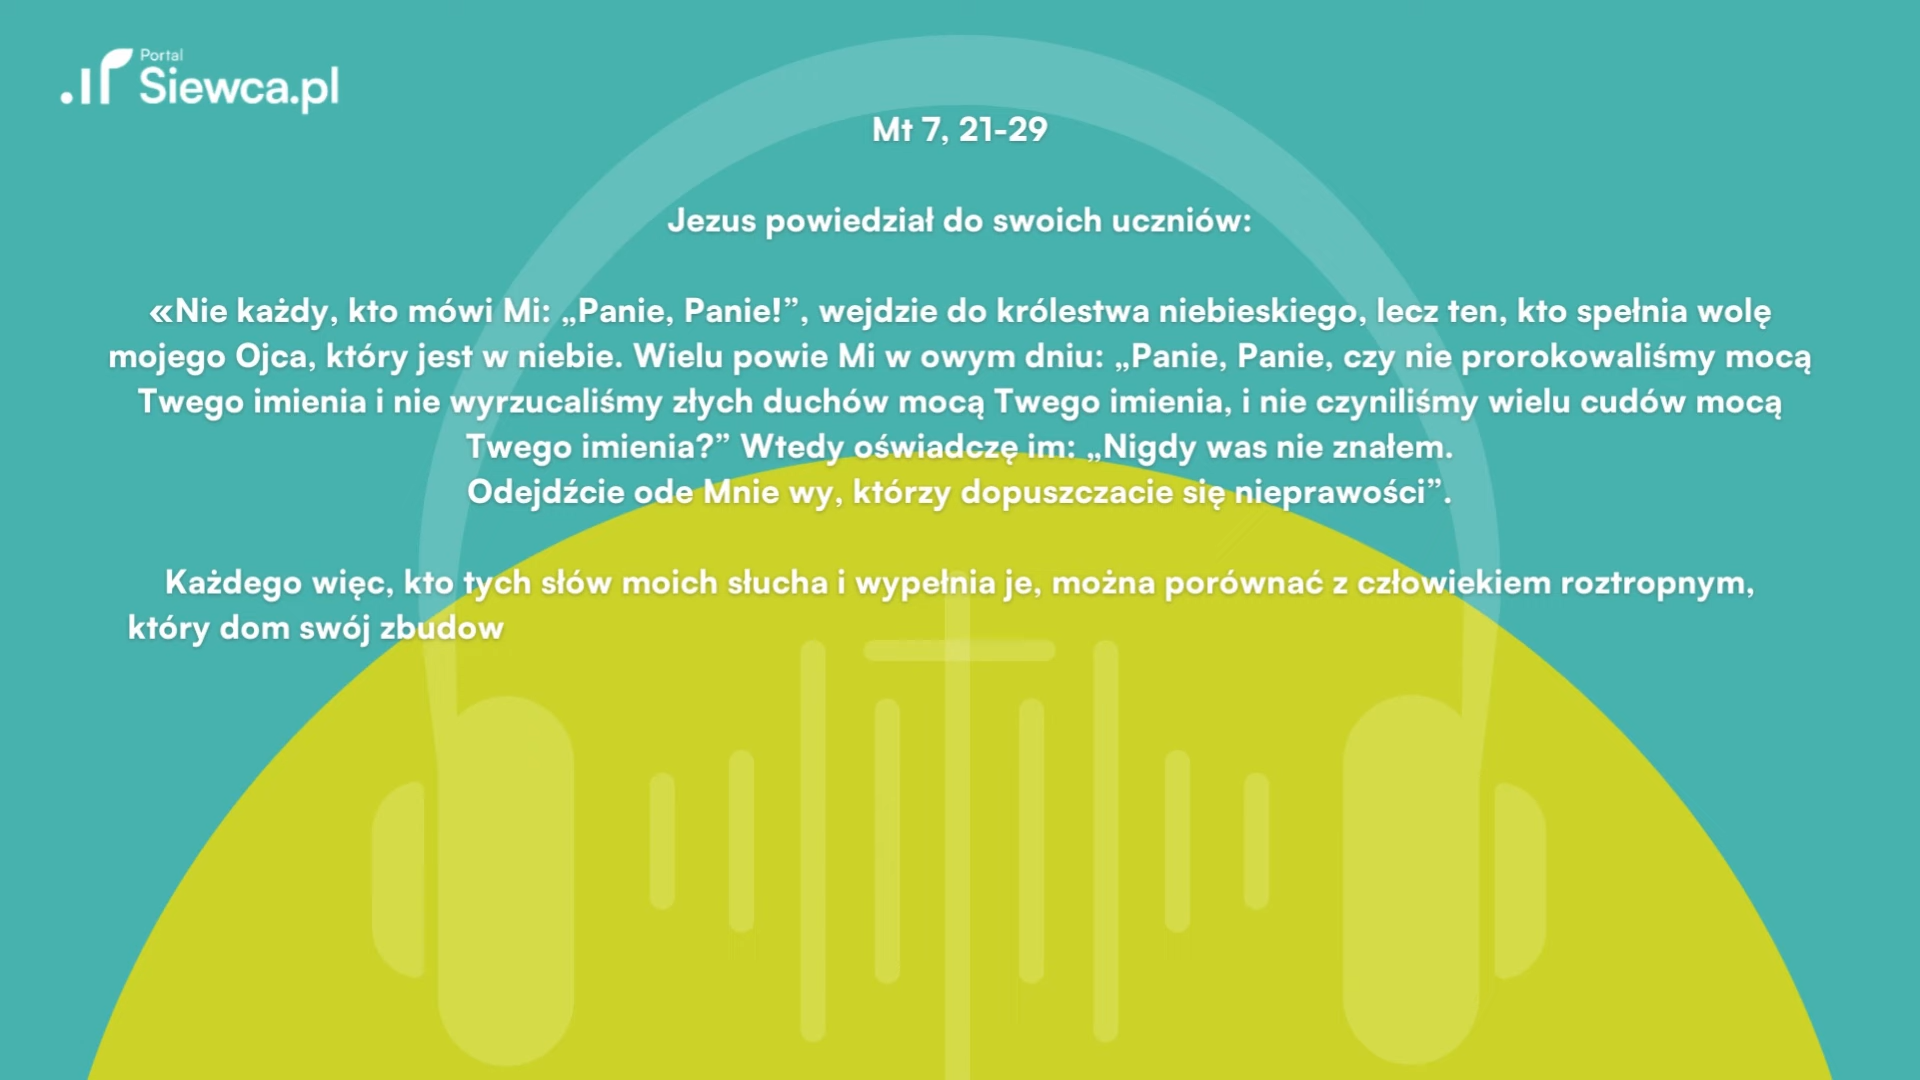 Portal
Siewca.pl
Mt 7, 21-29
Jezus powiedział do swoich uczniów:
«Nie każdy, kto mówi Mi: „Panie, Panie!”, wejdzie do królestwa niebieskiego, lecz ten, kto spełnia wolę
mojego Ojca, który jest w niebie. Wielu powie Mi w owym dniu: „Panie, Panie, czy nie prorokowaliśmy mocą
Twego imienia i nie wyrzucaliśmy złych duchów mocą Twego imienia, i nie czyniliśmy wielu cudów mocą
Twego imienia?” Wtedy oświadczę im: „Nigdy was nie znałem.
Odejdźcie ode Mnie wy, którzy dopuszczacie się nieprawości”.
Każdego więc, kto tych słów moich słucha i wypełnia je, można porównać z człowiekiem roztropnym,
który dom swój zbudow